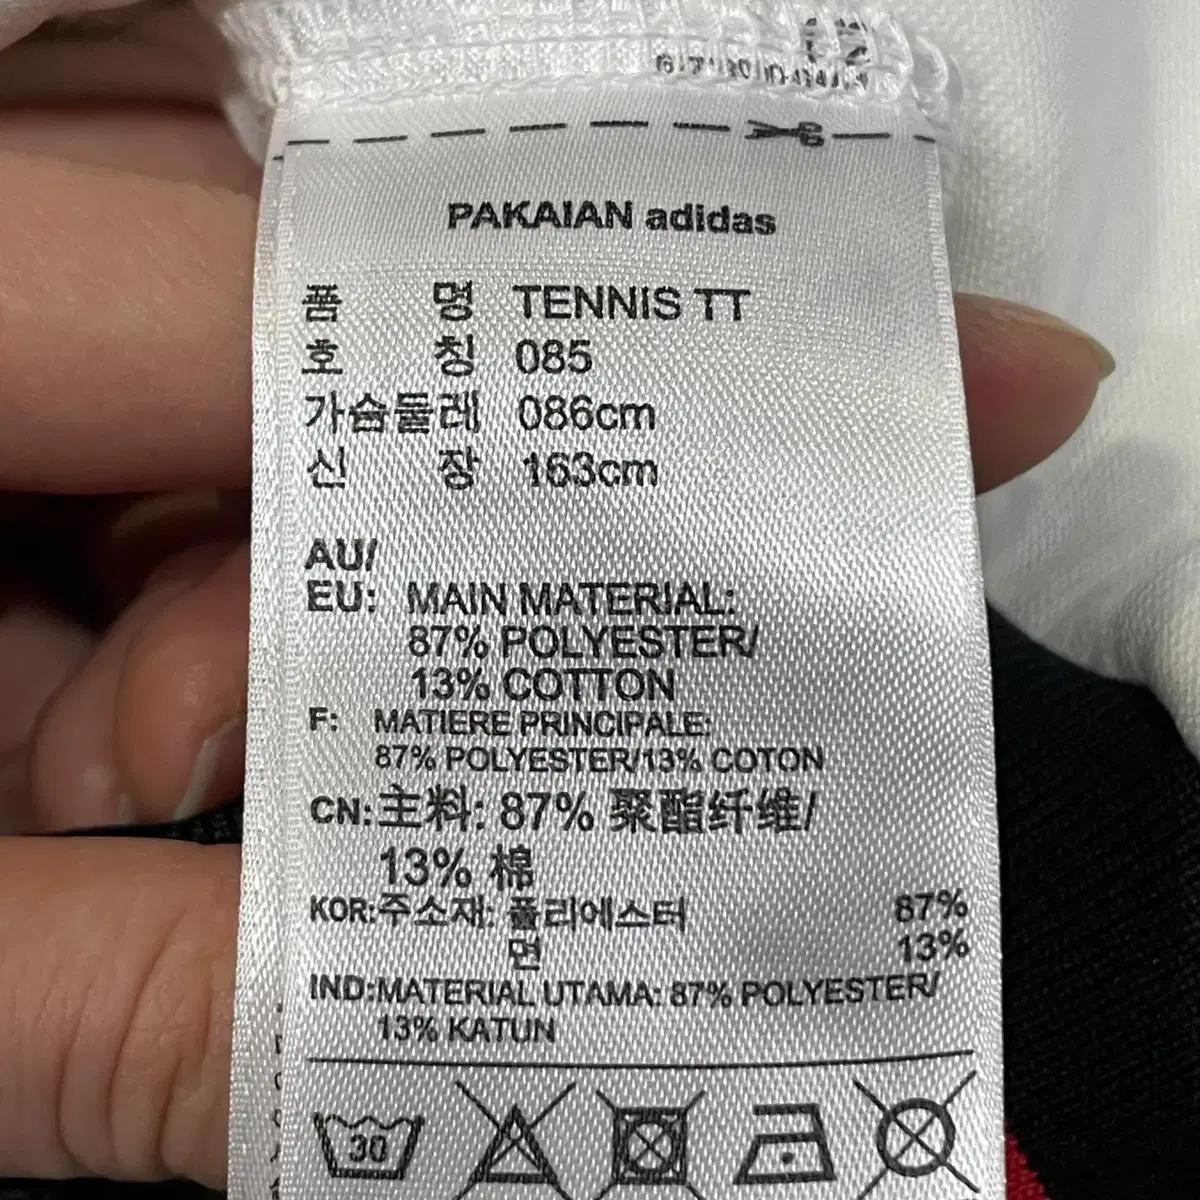 PAKAIAN adidas
품 명 TENNIS TT
호 칭 085
가슴둘레 086cm
신 장 163cm
AU/
EU: MAIN MATERIAL:
87% POLYESTER/
13% COTTON
F: MATIERE PRINCIPALE:
87% POLYESTER/13% COTON
CN:主料: 87% 聚酯纤维/
13% 棉
KOR:주소재: 폴리에스터 87%
면 13%
IND:MATERIAL UTAMA: 87% POLYESTER/
13% KATUN
30